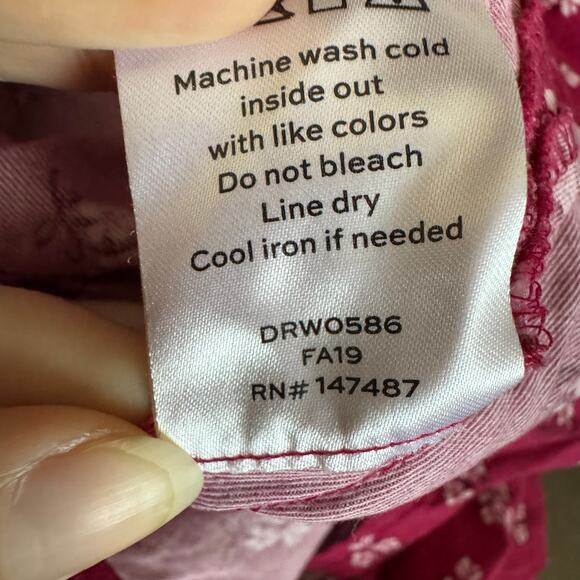 Machine wash cold
inside out
with like colors
Do not bleach
Line dry
Cool iron if needed
DRWO586
FA19
RN# 147487